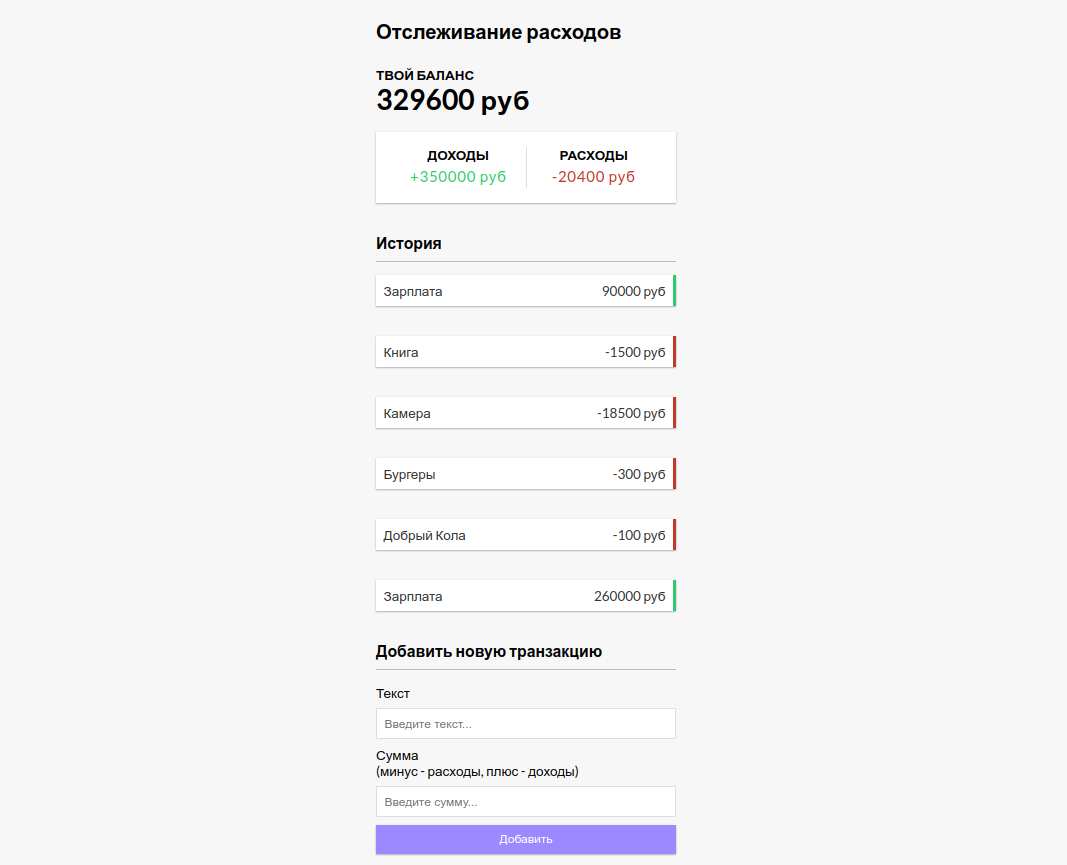 Отслеживание расходов
ТВОЙ БАЛАНС
329600 руб
ДОХОДЫ
+350000 руб
РАСХОДЫ
-20400 руб
История
Зарплата 90000 руб
Книга -1500 руб
Камера -18500 руб
Бургеры -300 руб
Добрый Кола -100 руб
Зарплата 260000 руб
Добавить новую транзакцию
Текст
Введите текст...
Сумма
(минус - расходы, плюс - доходы)
Введите сумму...
Добавить